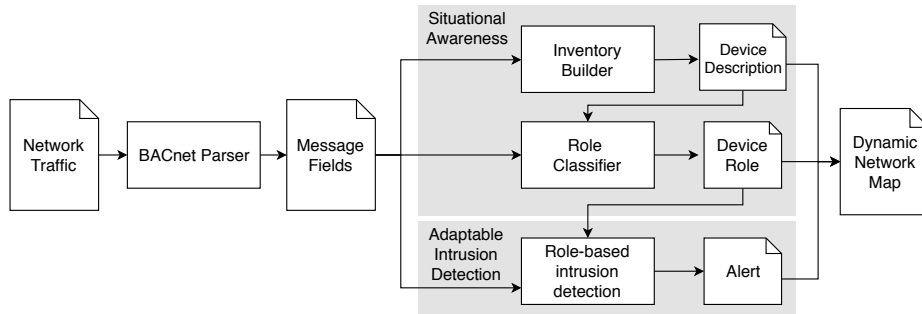 Situational
Awareness
Inventory
Builder
Device
Description
Network
Traffic
BACnet Parser
Message
Fields
Role
Classifier
Device
Role
Dynamic
Network
Map
Adaptable
Intrusion
Detection
Role-based
intrusion
detection
Alert